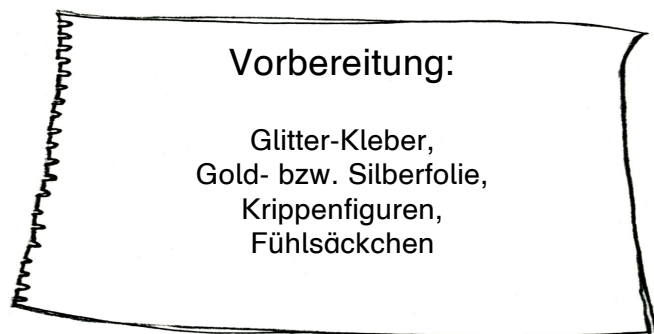 Vorbereitung:
Glitter-Kleber,
Gold- bzw. Silberfolie,
Krippenfiguren,
Fühlsäckchen